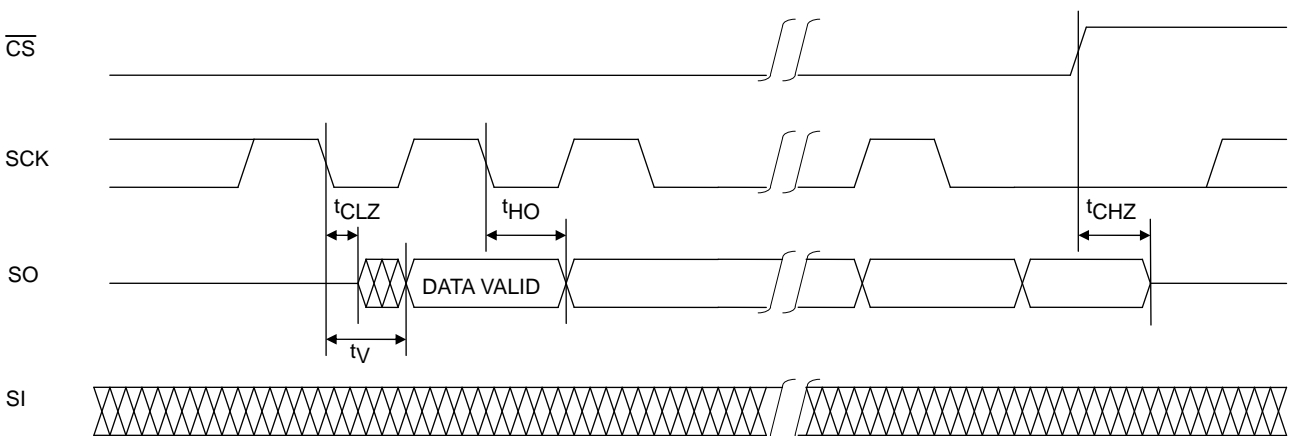 CS
SCK
tCLZ
tHO
tCHZ
SO
DATA VALID
tV
SI